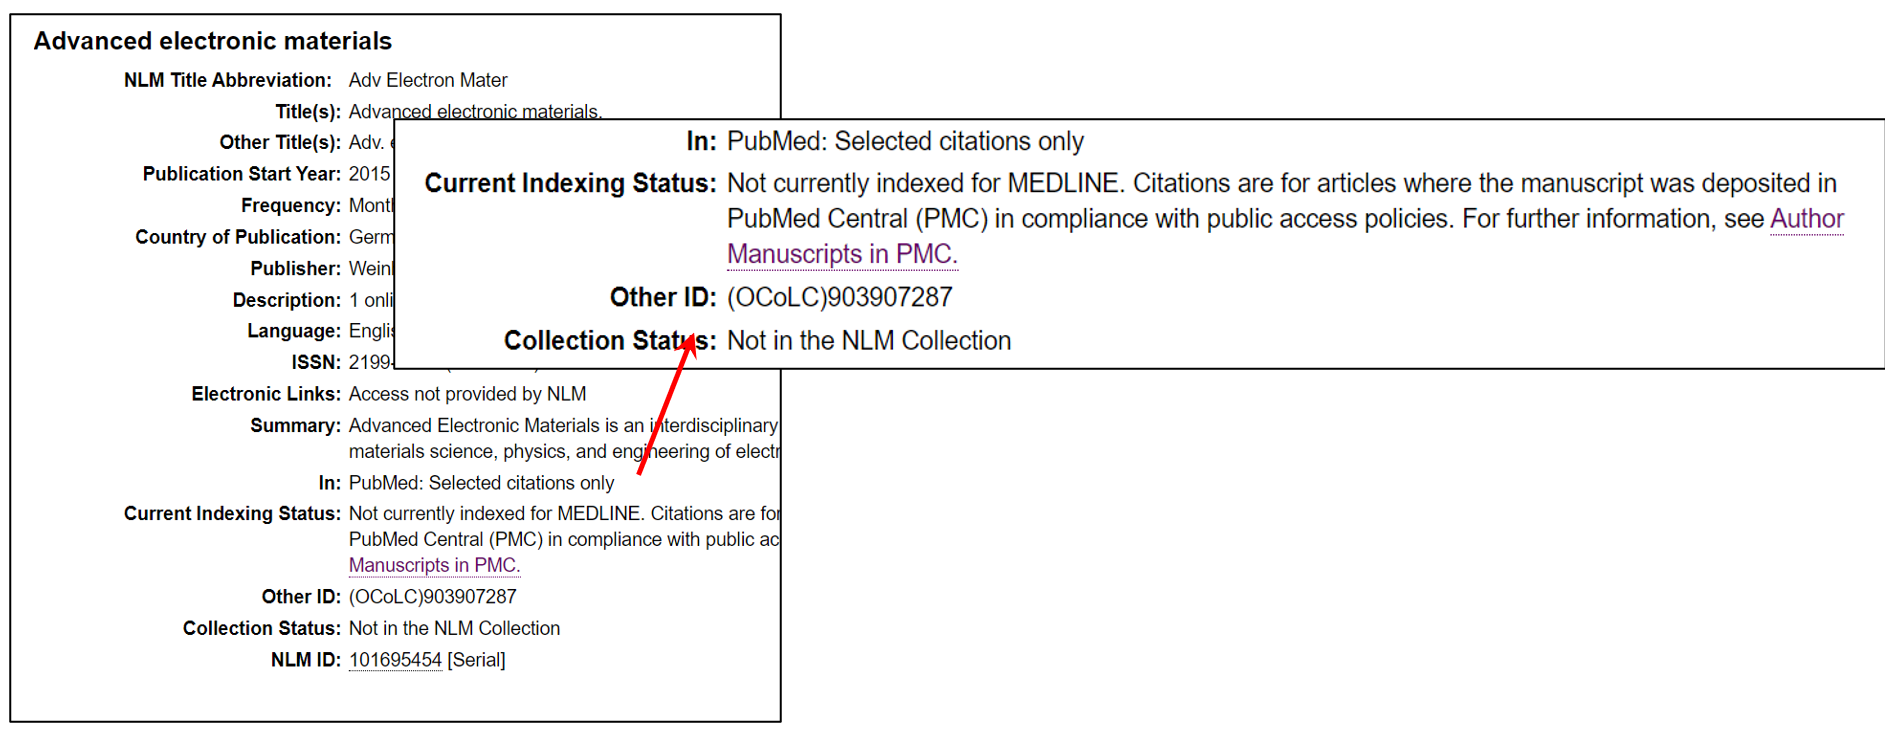 Advanced electronic materials
NLM Title Abbreviation: Adv Electron Mater
Title(s): Advanced electronic materials.
Other Title(s): Adv.
Publication Start Year: 2015
Frequency:
Country of Publication:
Publisher:
Description: 1
Language:
ISSN: 2199-
Electronic Links: Access not provided by NLM
Summary: Advanced Electronic Materials is an interdisciplinary
materials science, physics, and engineering of
In: PubMed: Selected citations only
Current Indexing Status: Not currently indexed for MEDLINE. Citations are for
PubMed Central (PMC) in compliance with public
Manuscripts in PMC.
Other ID: (OCoLC)903907287
Collection Status: Not in the NLM Collection
NLM ID: 101695454 [Serial]
In: PubMed: Selected citations only
Current Indexing Status: Not currently indexed for MEDLINE. Citations are for articles where the manuscript was deposited in
PubMed Central (PMC) in compliance with public access policies. For further information, see Author
Manuscripts in PMC.
Other ID: (OCoLC)903907287
Collection Status: Not in the NLM Collection